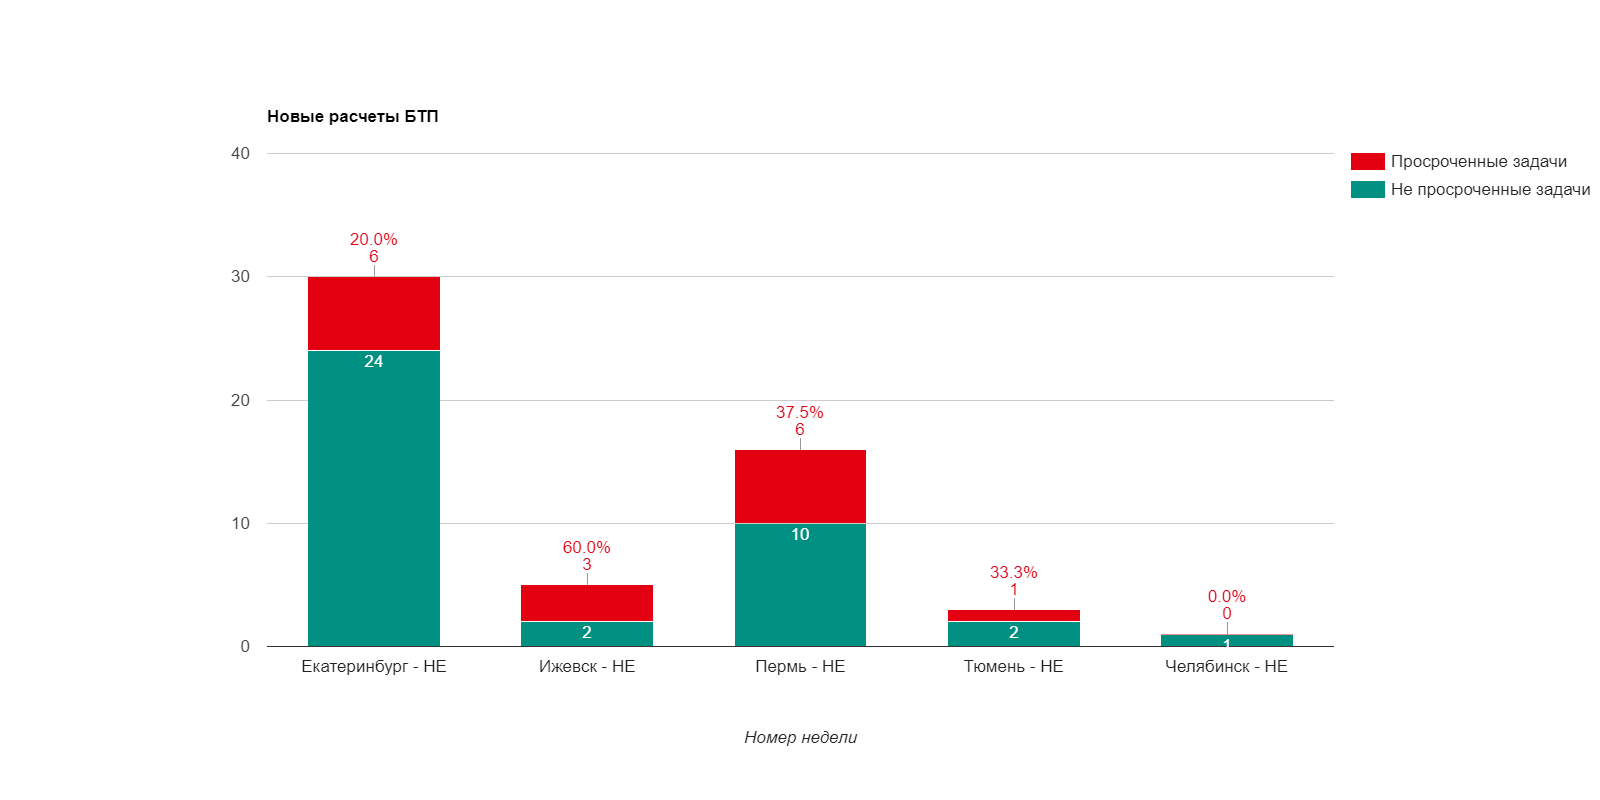 Новые расчеты БТП
40
30
20
10
0
Просроченные задачи
Не просроченные задачи
20.0%
6
24
60.0%
3
2
37.5%
6
10
33.3%
1
2
0.0%
0
1
Екатеринбург - НЕ
Ижевск - НЕ
Пермь - НЕ
Тюмень - НЕ
Челябинск - НЕ
Номер недели